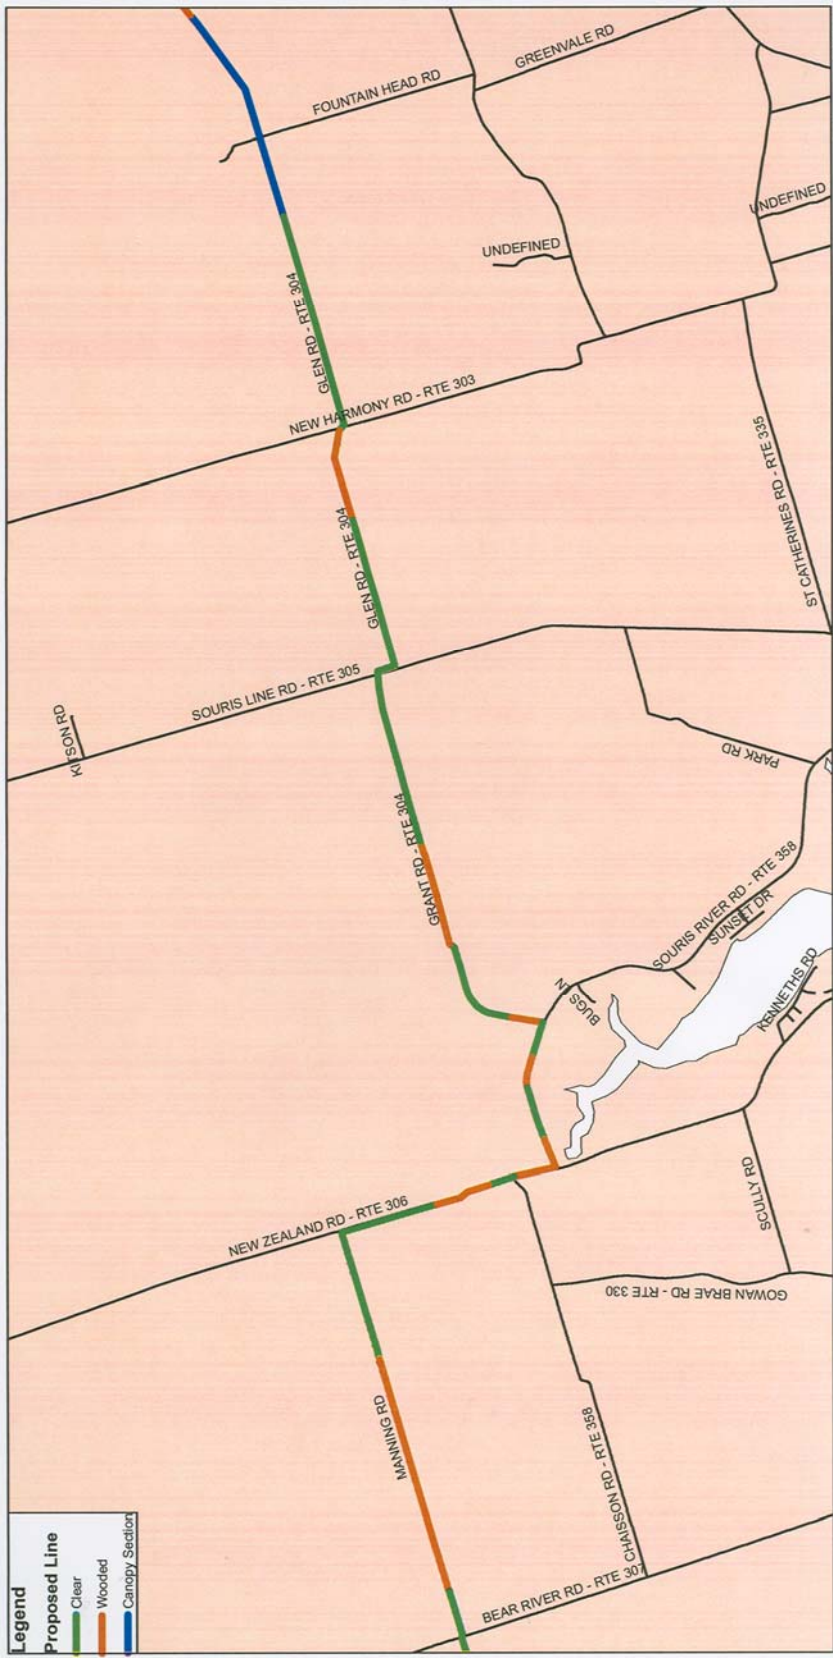 Legend
Proposed Line
Clear
Wooded
Canopy Section
BEAR RIVER RD - RTE 307
CHAISSON RD - RTE 358
MANNING RD
NEW ZEALAND RD - RTE 306
GOWAN BRAE RD - RTE 330
SCULLY RD
KENNETHS RD
BUGS LN
SOURIS RIVER RD - RTE 358
SUNSET DR
GRANT RD - RTE 304
PARK RD
KITSON RD
SOURIS LINE RD - RTE 305
GLEN RD - RTE 304
ST CATHERINES RD - RTE 335
NEW HARMONY RD - RTE 303
GLEN RD - RTE 304
UNDEFINED
UNDEFINED
FOUNTAIN HEAD RD
GREENVALE RD